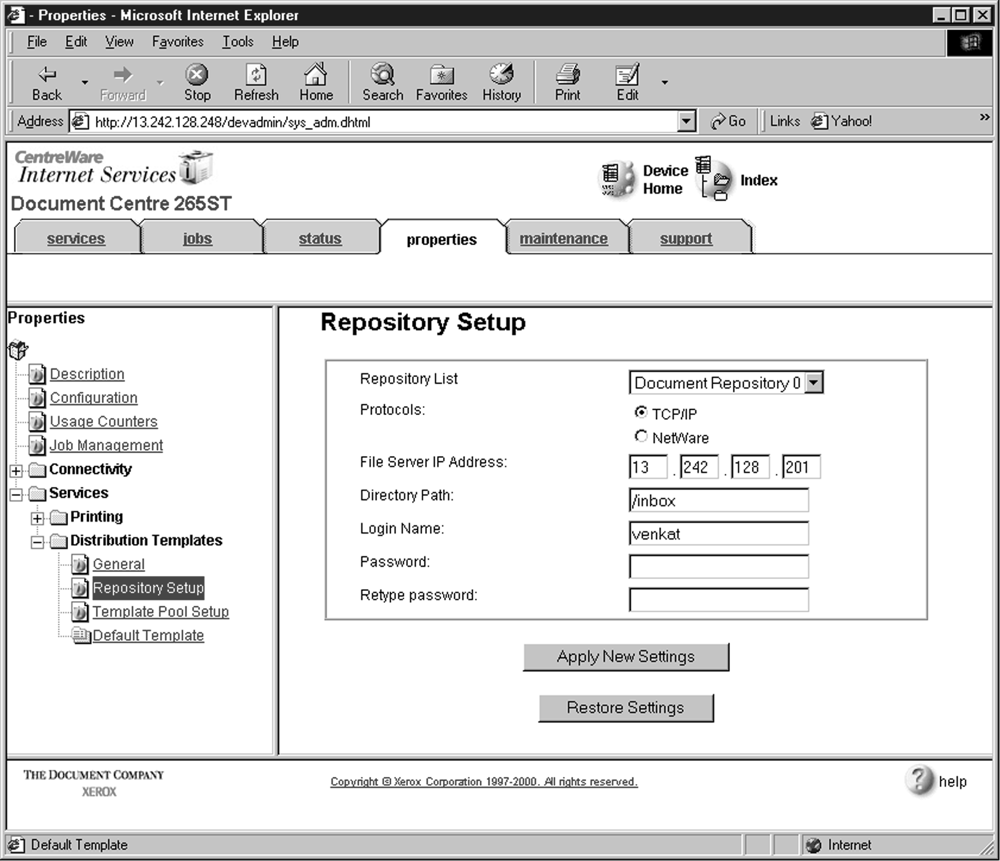 - Properties - Microsoft Internet Explorer
File Edit View Favorites Tools Help
Back Forward Stop Refresh Home Search Favorites History Print Edit
Address http://13.242.128.248/devadmin/sys_adm.dhtml Go Links Yahoo! »
CentreWare
Internet Services
Document Centre 265ST
Device Home
Index
services jobs status properties maintenance support
Properties
Description
Configuration
Usage Counters
Job Management
Connectivity
Services
Printing
Distribution Templates
General
Repository Setup
Template Pool Setup
Default Template
Repository Setup
Repository List Document Repository 0
Protocols: TCP/IP
NetWare
File Server IP Address: 13 . 242 . 128 . 201
Directory Path: /inbox
Login Name: venkat
Password:
Retype password:
Apply New Settings
Restore Settings
THE DOCUMENT COMPANY
XEROX
Copyright © Xerox Corporation 1997-2000. All rights reserved.
? help
Default Template Internet